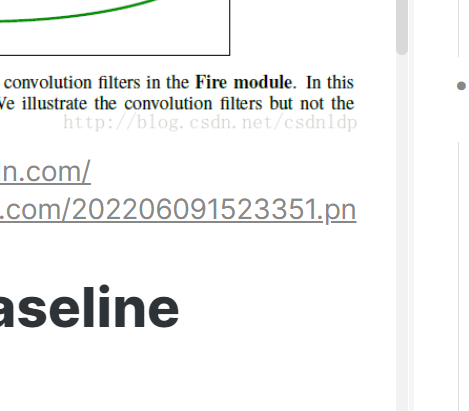 convolution filters in the Fire module. In this
We illustrate the convolution filters but not the
http://blog.csdn.net/csdnldp
n.com/
.com/202206091523351.pn
aseline